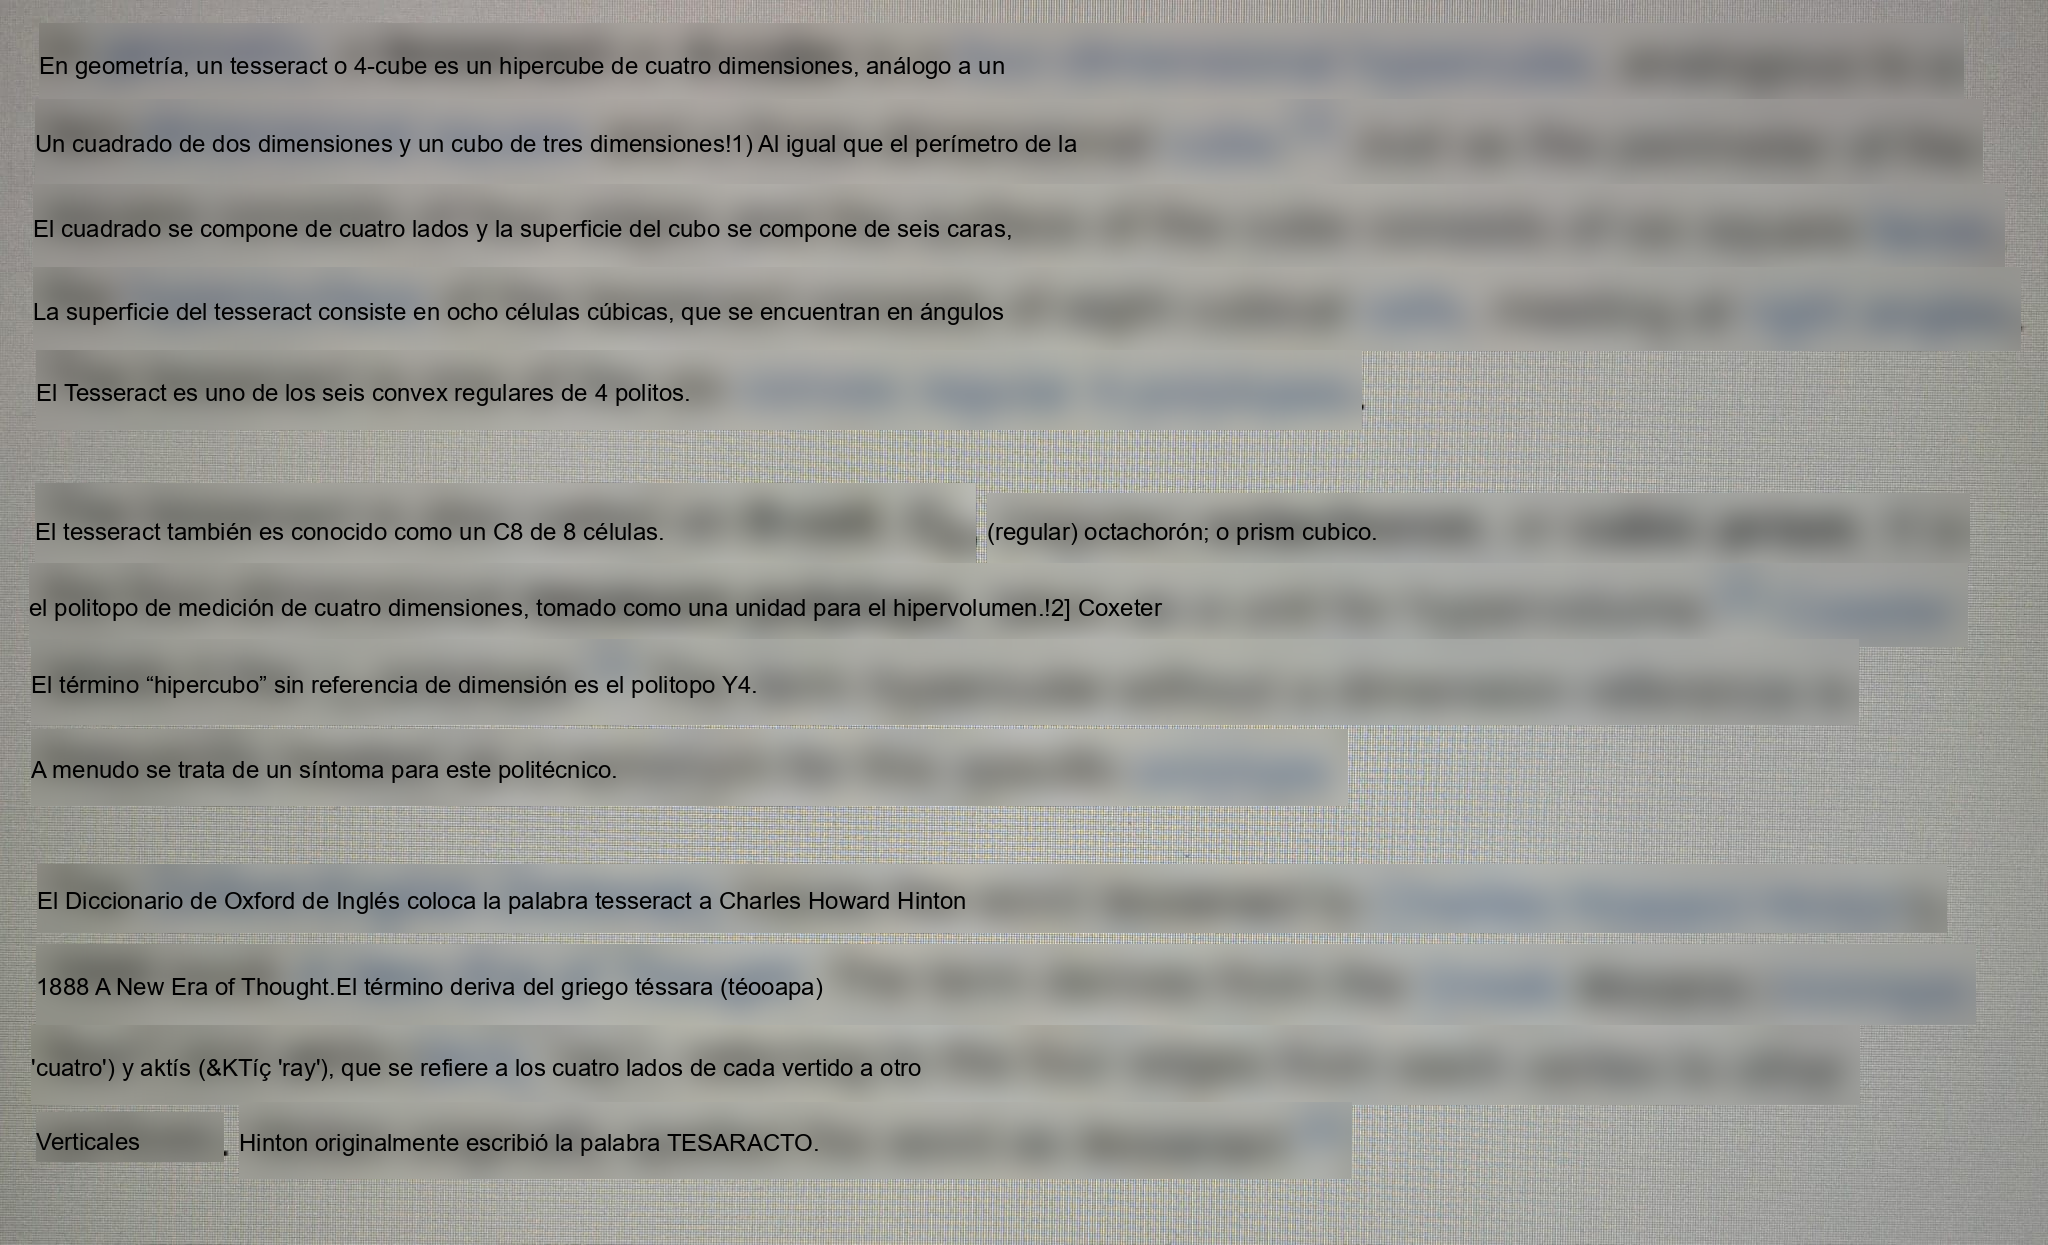 En geometría, un tesseract o 4-cube es un hipercube de cuatro dimensiones, análogo a un
Un cuadrado de dos dimensiones y un cubo de tres dimensiones!1) Al igual que el perímetro de la
El cuadrado se compone de cuatro lados y la superficie del cubo se compone de seis caras,
La superficie del tesseract consiste en ocho células cúbicas, que se encuentran en ángulos
El Tesseract es uno de los seis convex regulares de 4 politos.
El tesseract también es conocido como un C8 de 8 células. (regular) octachorón; o prism cubico.
el politopo de medición de cuatro dimensiones, tomado como una unidad para el hipervolumen.!2] Coxeter
El término “hipercubo” sin referencia de dimensión es el politopo Y4.
A menudo se trata de un síntoma para este politécnico.
El Diccionario de Oxford de Inglés coloca la palabra tesseract a Charles Howard Hinton
1888 A New Era of Thought.El término deriva del griego téssara (téooapa)
'cuatro') y aktís (&KTíç 'ray'), que se refiere a los cuatro lados de cada vertido a otro
Verticales . Hinton originalmente escribió la palabra TESARACTO.